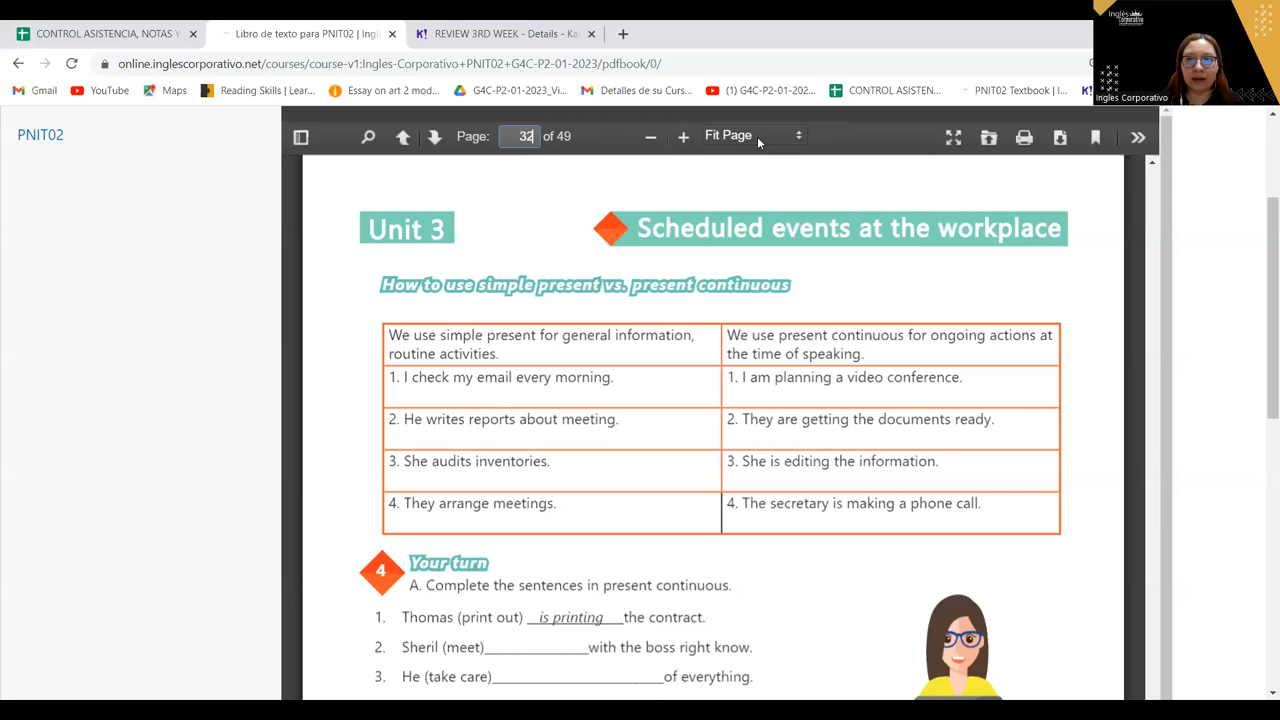 CONTROL ASISTENCIA, NOTAS Y
Libro de texto para PNIT02 | Ingl
REVIEW 3RD WEEK - Details - Ka
online.inglescorporativo.net/courses/course-v1:Ingles-Corporativo+PNIT02+G4C-P2-01-2023/pdfbook/0/
Gmail
YouTube
Maps
Reading Skills | Lear...
Essay on art 2 mod...
G4C-P2-01-2023_Vi...
Detalles de su Curs...
(1) G4C-P2-01-202...
CONTROL ASISTEN...
PNIT02 Textbook | I...
Inglés
Corporativo
Ingles Corporativo
PNIT02
Page: 32 of 49
Fit Page
Unit 3
Scheduled events at the workplace
How to use simple present vs. present continuous
We use simple present for general information,
routine activities.
We use present continuous for ongoing actions at
the time of speaking.
1. I check my email every morning.
1. I am planning a video conference.
2. He writes reports about meeting.
2. They are getting the documents ready.
3. She audits inventories.
3. She is editing the information.
4. They arrange meetings.
4. The secretary is making a phone call.
4
Your turn
A. Complete the sentences in present continuous.
1. Thomas (print out) __is printing___the contract.
2. Sheril (meet)_______________with the boss right know.
3. He (take care)_________________________of everything.